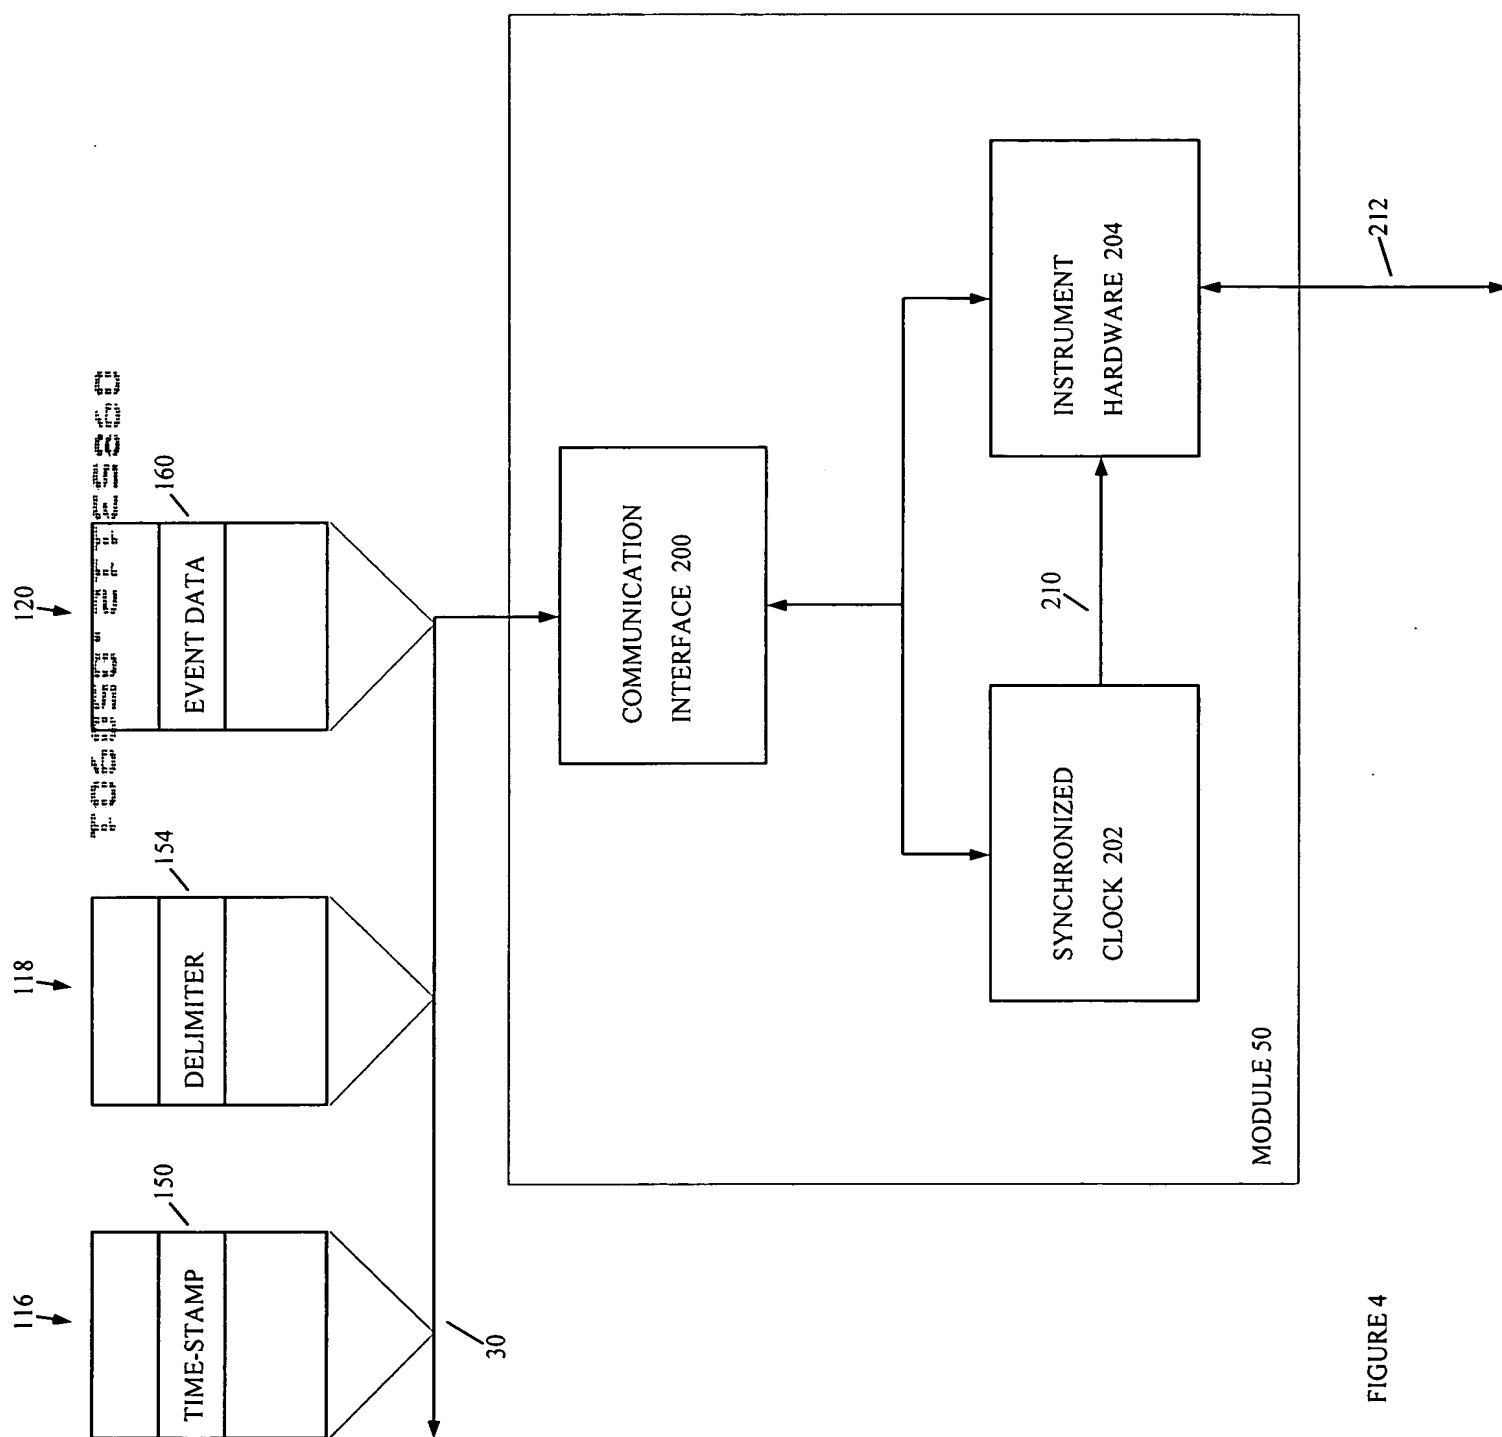 116
118
120
150
154
160
TIME-STAMP
DELIMITER
EVENT DATA
30
COMMUNICATION
INTERFACE 200
210
SYNCHRONIZED
CLOCK 202
INSTRUMENT
HARDWARE 204
MODULE 50
212
FIGURE 4